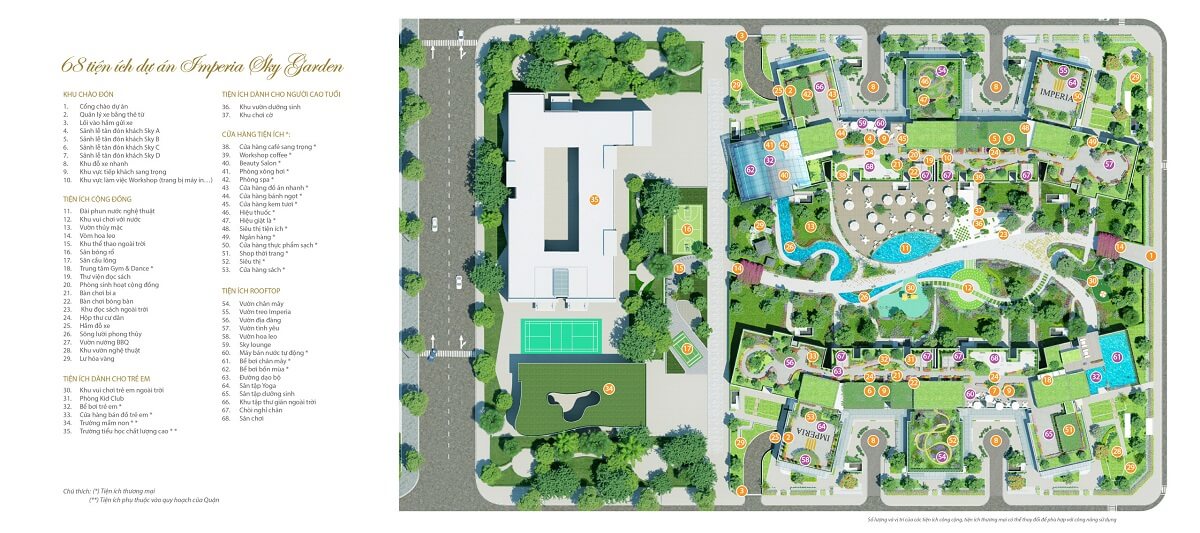 68 tiện ích dự án Imperia Sky Garden
KHU CHÀO ĐÓN
1. Cổng chào dự án
2. Quản lý xe bằng thẻ từ
3. Lối vào hầm gửi xe
4. Sảnh lễ tân đón khách Sky A
5. Sảnh lễ tân đón khách Sky B
6. Sảnh lễ tân đón khách Sky C
7. Sảnh lễ tân đón khách Sky D
8. Khu đỗ xe nhanh
9. Khu vực tiếp khách sang trọng
10. Khu vực làm việc Workshop (trang bị máy in…)
TIỆN ÍCH CỘNG ĐỒNG
11. Đài phun nước nghệ thuật
12. Khu vui chơi với nước
13. Vườn thủy mặc
14. Vòm hoa leo
15. Khu thể thao ngoài trời
16. Sân bóng rổ
17. Sân cầu lông
18. Trung tâm Gym & Dance *
19. Thư viện đọc sách
20. Phòng sinh hoạt cộng đồng
21. Bàn chơi bi a
22. Bàn chơi bóng bàn
23. Khu đọc sách ngoài trời
24. Hộp thư cư dân
25. Hầm đỗ xe
26. Sông lười phong thủy
27. Vườn nướng BBQ
28. Khu vườn nghệ thuật
29. Lư hỏa vàng
TIỆN ÍCH DÀNH CHO TRẺ EM
30. Khu vui chơi trẻ em ngoài trời
31. Phòng Kid Club
32. Bể bơi trẻ em *
33. Cửa hàng bán đồ trẻ em *
34. Trường mầm non * *
35. Trường tiểu học chất lượng cao * *
TIỆN ÍCH DÀNH CHO NGƯỜI CAO TUỔI
36. Khu vườn dưỡng sinh
37. Khu chơi cờ
CỬA HÀNG TIỆN ÍCH *:
38. Cửa hàng café sang trọng *
39. Workshop coffee *
40. Beauty Salon *
41. Phòng xông hơi *
42. Phòng spa *
43 Cửa hàng đồ ăn nhanh *
44. Cửa hàng bánh ngọt *
45. Cửa hàng kem tươi *
46. Hiệu thuốc *
47. Hiệu giặt là *
48. Siêu thị tiện ích *
49. Ngân hàng *
50. Cửa hàng thực phẩm sạch *
51. Shop thời trang *
52. Siêu thị *
53. Cửa hàng sách *
TIỆN ÍCH ROOFTOP
54. Vườn chân mây
55. Vườn treo Imperia
56. Vườn địa đàng
57. Vườn tình yêu
58. Vườn hoa leo
59. Sky lounge
60. Máy bán nước tự động *
61. Bể bơi chân mây *
62. Bể bơi bốn mùa *
63. Đường dạo bộ
64. Sân tập Yoga
65. Sân tập dưỡng sinh
66. Khu tập thư giãn ngoài trời
67. Chòi nghỉ chân
68. Sân chơi
Chú thích: (*) Tiện ích thương mại
(**) Tiện ích phụ thuộc vào quy hoạch của Quận
IMPERIA
IMPERIA
Số lượng và vị trí của các tiện ích công cộng, tiện ích thương mại có thể thay đổi để phù hợp với công năng sử dụng